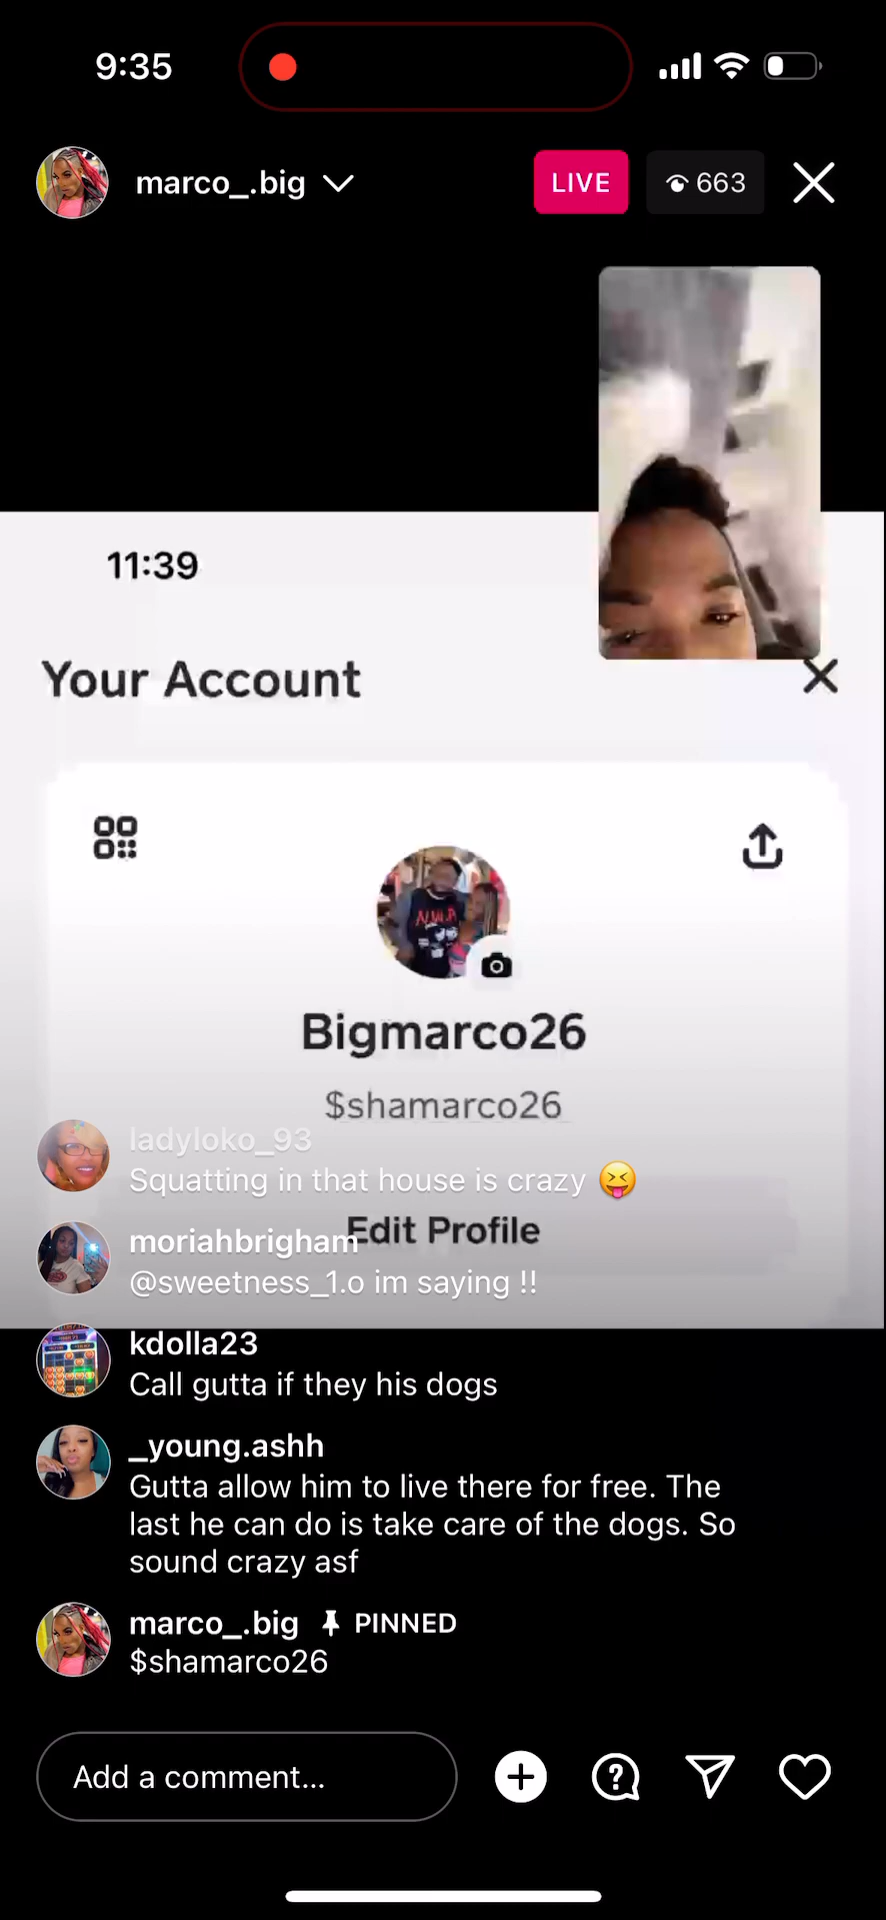 9:35
marco_.big
LIVE
663
11:39
Your Account
N.W.A
Bigmarco26
$shamarco26
ladyloko_93
Squatting in that house is crazy 😝
Edit Profile
moriahbrigham
@sweetness_1.o im saying !!
kdolla23
Call gutta if they his dogs
_young.ashh
Gutta allow him to live there for free. The
last he can do is take care of the dogs. So
sound crazy asf
marco_.big PINNED
$shamarco26
Add a comment...